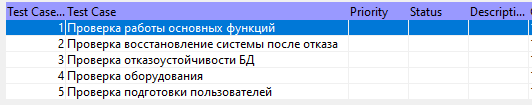 Test Case... Test Case Priority Status Descripti...
1 Проверка работы основных функций
2 Проверка восстановление системы после отказа
3 Проверка отказоустойчивости БД
4 Проверка оборудования
5 Проверка подготовки пользователей